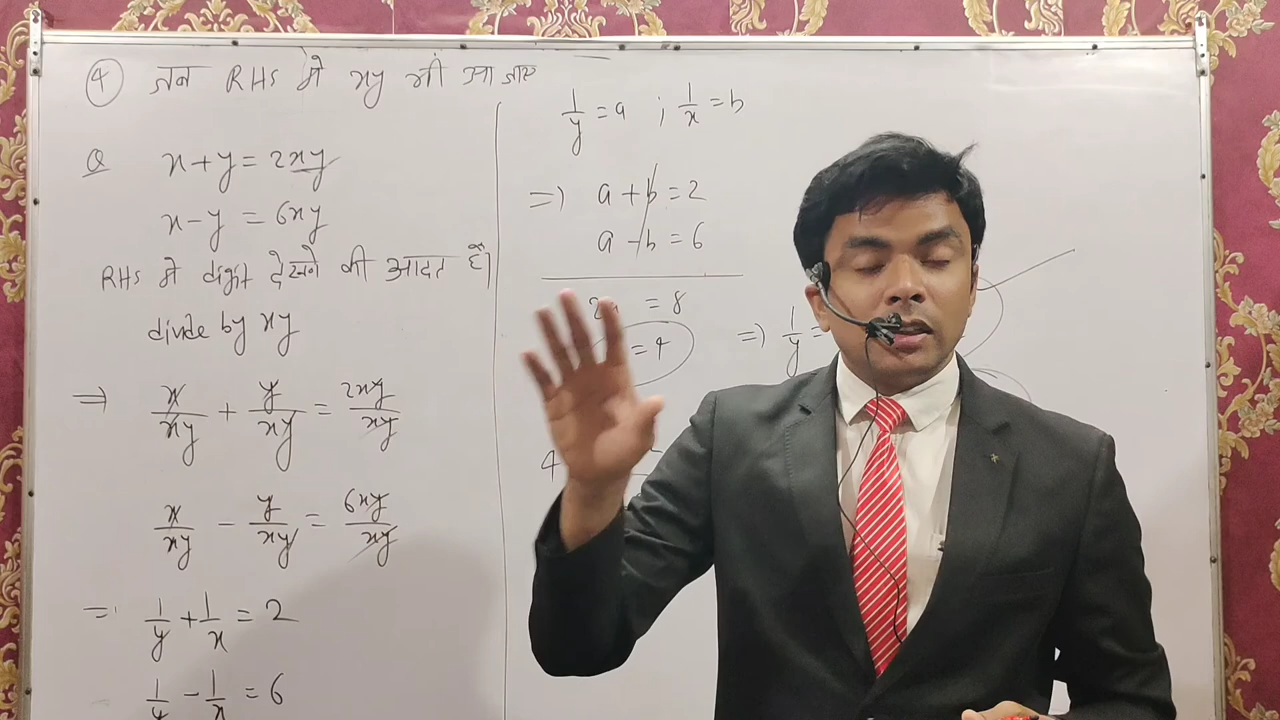 ④ जब RHS में xy भी आ जाए
Q x + y = 2xy
x - y = 6xy
RHS में digit देखने की आदत है।
divide by xy
⇒ x/xy + y/xy = 2xy/xy
x/xy - y/xy = 6xy/xy
⇒ 1/y + 1/x = 2
1/y - 1/x = 6
1/y = a ; 1/x = b
⇒ a + b = 2
a - b = 6
= 8
= 4
⇒ 1/y =
4